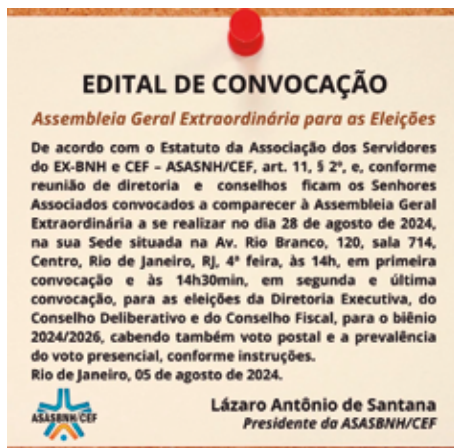 EDITAL DE CONVOCAÇÃO
Assembleia Geral Extraordinária para as Eleições
De acordo com o Estatuto da Associação dos Servidores
do EX-BNH e CEF – ASASNH/CEF, art. 11, § 2º, e, conforme
reunião de diretoria e conselhos ficam os Senhores
Associados convocados a comparecer à Assembleia Geral
Extraordinária a se realizar no dia 28 de agosto de 2024,
na sua Sede situada na Av. Rio Branco, 120, sala 714,
Centro, Rio de Janeiro, RJ, 4ª feira, às 14h, em primeira
convocação e às 14h30min, em segunda e última
convocação, para as eleições da Diretoria Executiva, do
Conselho Deliberativo e do Conselho Fiscal, para o biênio
2024/2026, cabendo também voto postal e a prevalência
do voto presencial, conforme instruções.
Rio de Janeiro, 05 de agosto de 2024.
Lázaro Antônio de Santana
Presidente da ASASBNH/CEF
ASASBNH/CEF